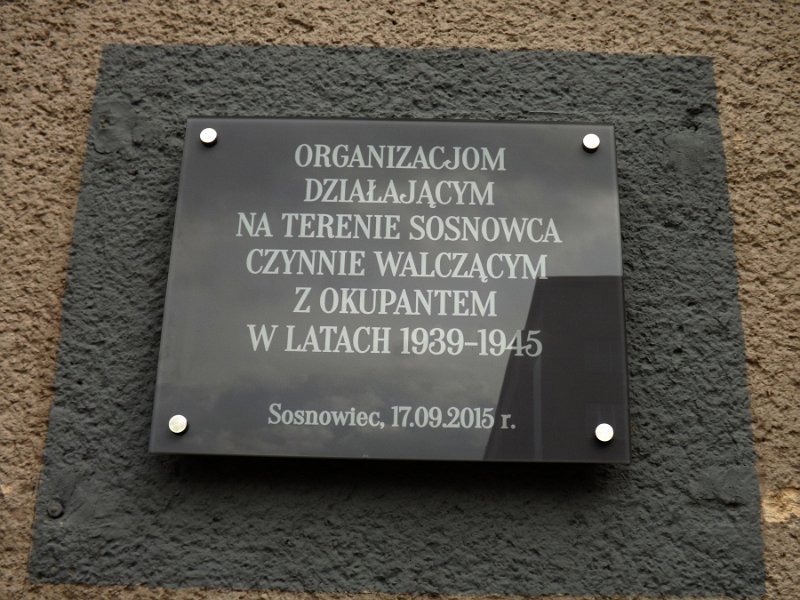 ORGANIZACJOM
DZIAŁAJĄCYM
NA TERENIE SOSNOWCA
CZYNNIE WALCZĄCYM
Z OKUPANTEM
W LATACH 1939–1945
Sosnowiec, 17.09.2015 r.